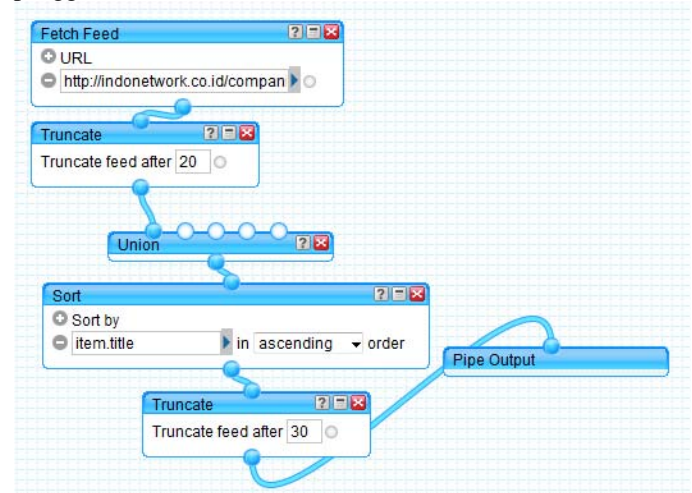 Fetch Feed
URL
http://indonetwork.co.id/compan
Truncate
Truncate feed after 20
Union
Sort
Sort by
item.title in ascending order
Pipe Output
Truncate
Truncate feed after 30